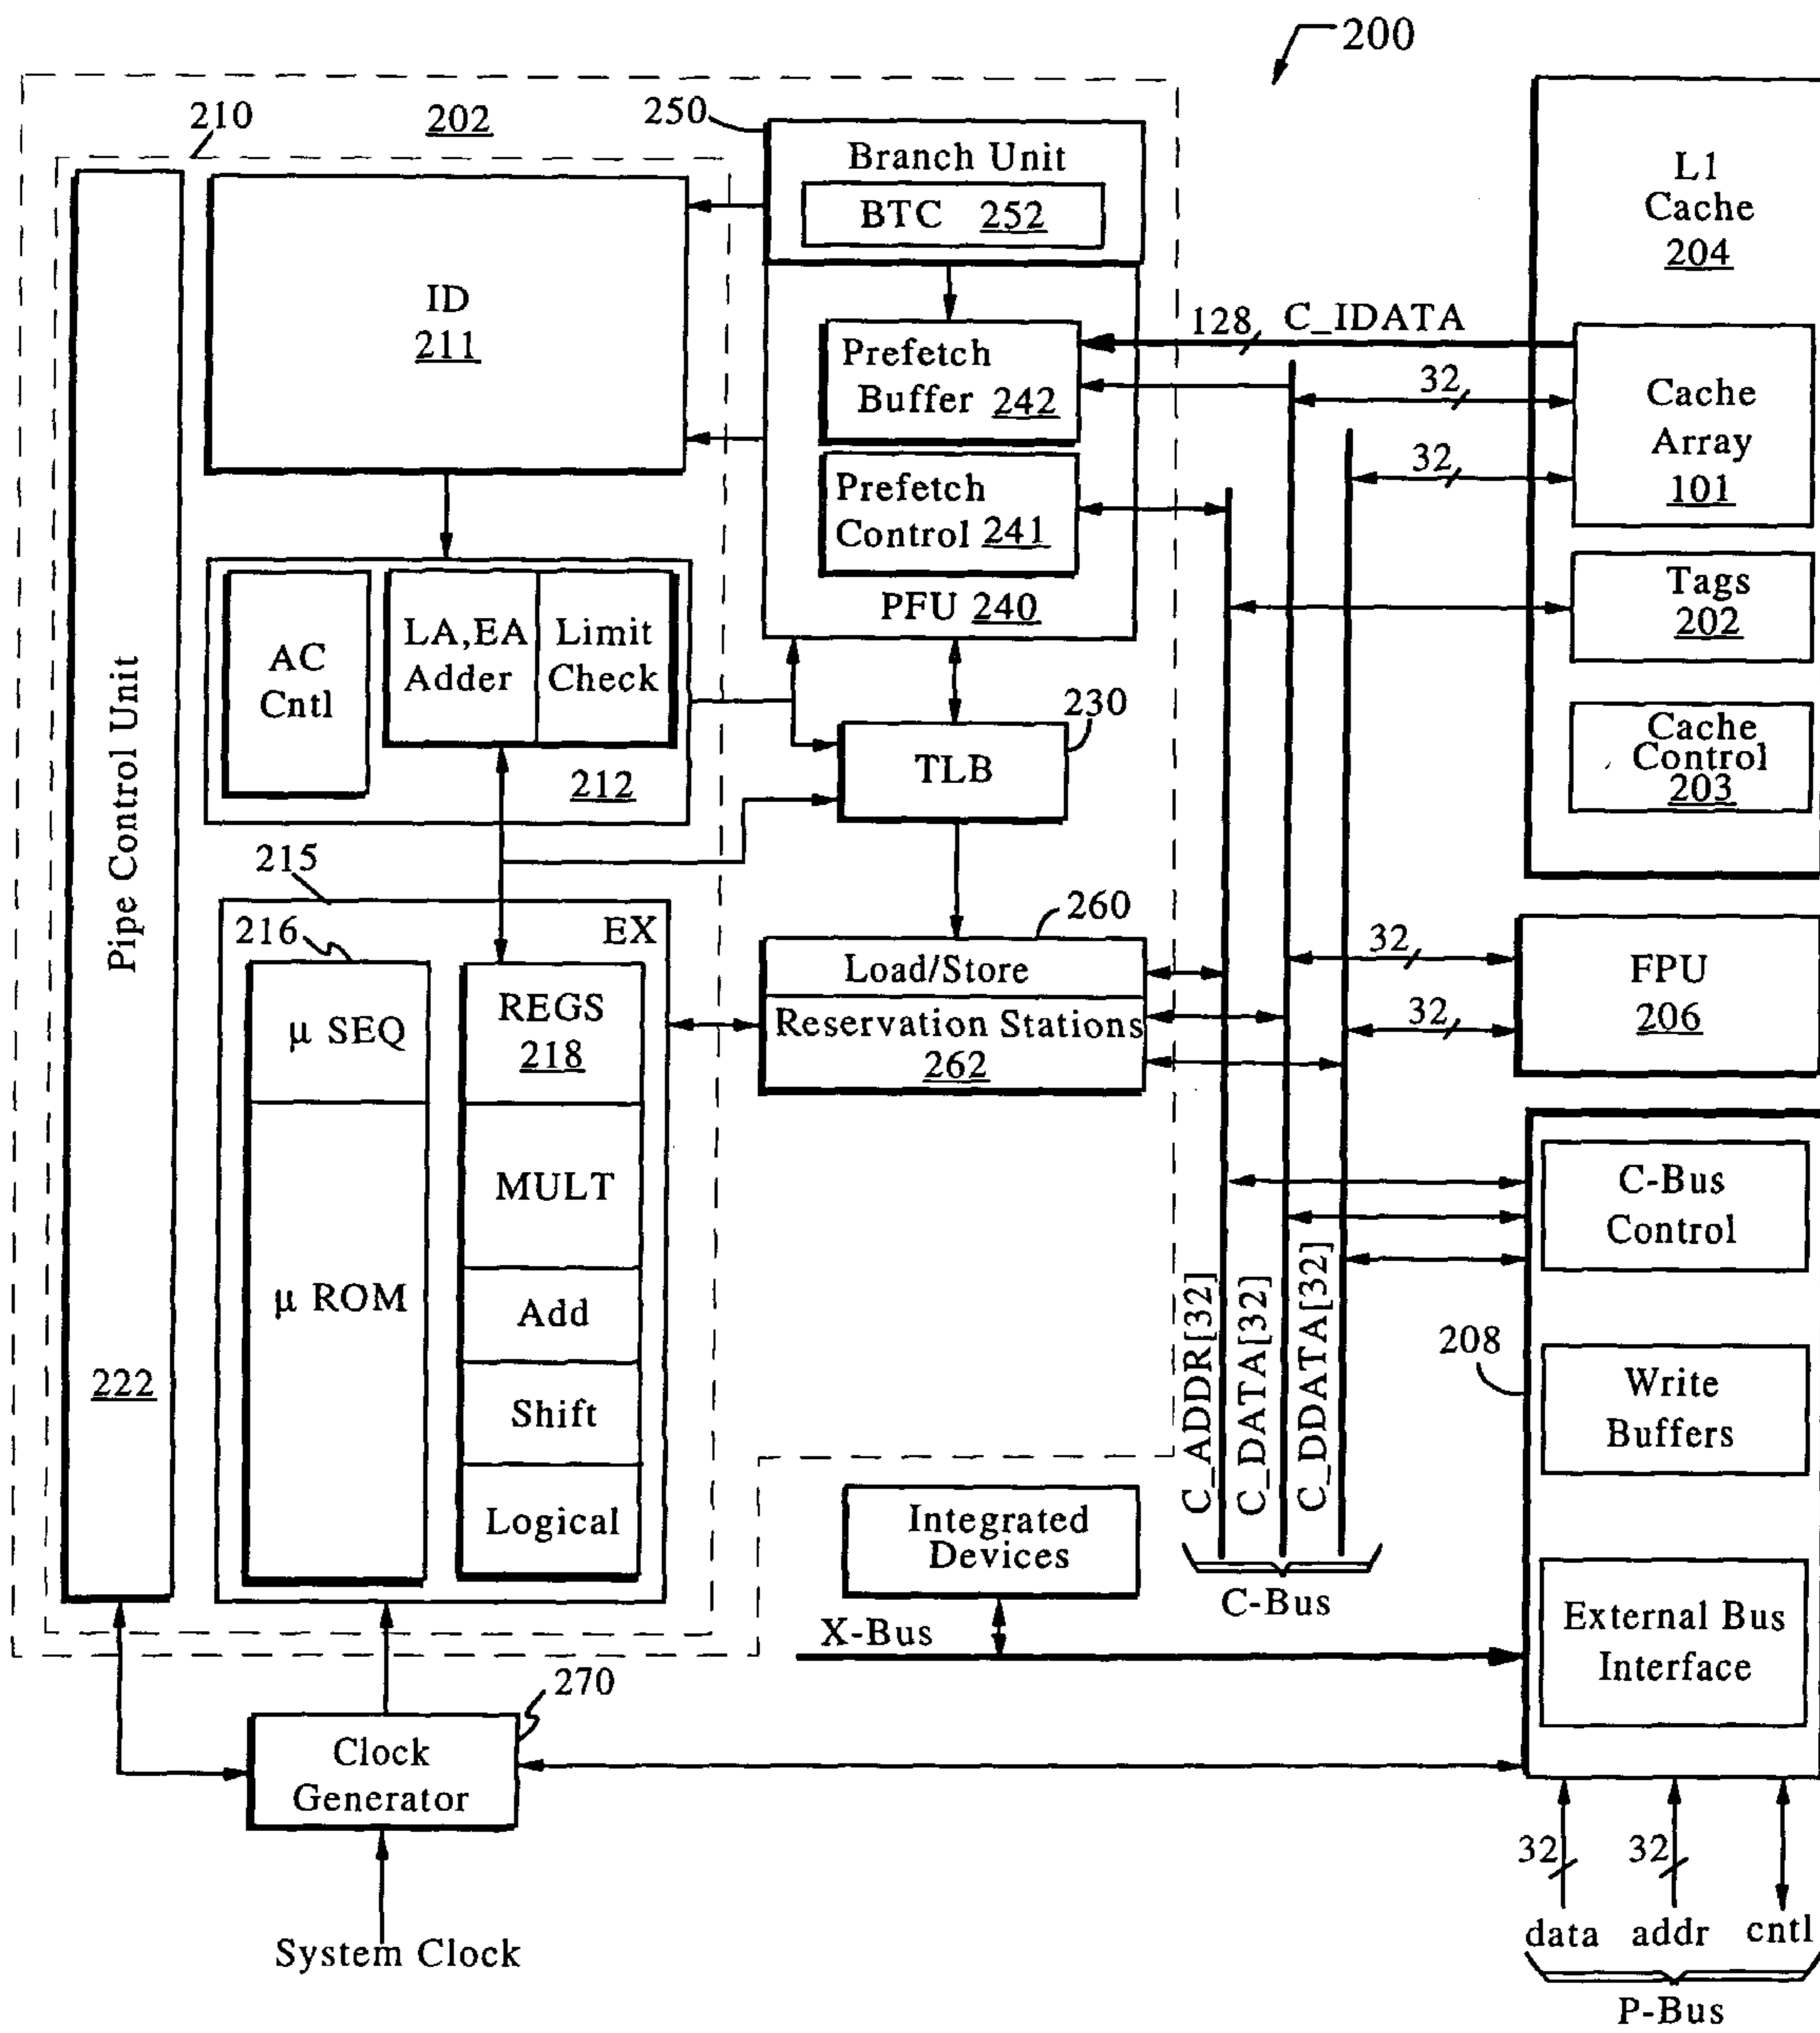 200
210
202
250
Branch Unit
BTC 252
ID
211
Prefetch
Buffer 242
Prefetch
Control 241
PFU 240
128
C_IDATA
32
32
L1
Cache
204
Cache
Array
101
Tags
202
Cache
Control
203
Pipe Control Unit
222
AC
Cntl
LA,EA
Adder
Limit
Check
212
230
TLB
215
216
EX
μ SEQ
μ ROM
REGS
218
MULT
Add
Shift
Logical
260
Load/Store
Reservation Stations
262
32
32
FPU
206
C_ADDR[32]
C_DATA[32]
C_DDATA[32]
C-Bus
208
C-Bus
Control
Write
Buffers
External Bus
Interface
Integrated
Devices
X-Bus
270
Clock
Generator
System Clock
32
32
data addr cntl
P-Bus